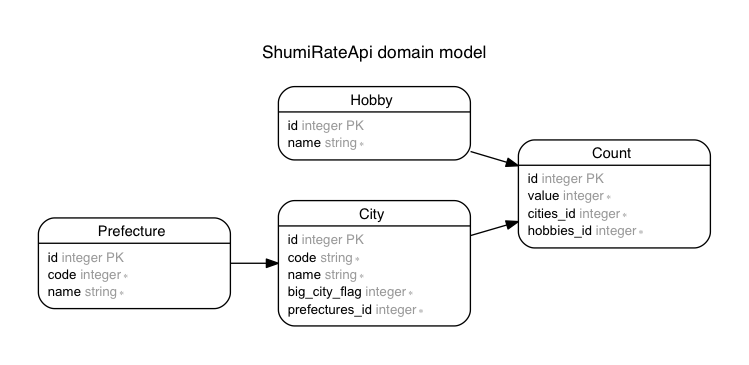 ShumiRateApi domain model
Hobby
id integer PK
name string *
Count
id integer PK
value integer *
cities_id integer *
hobbies_id integer *
City
id integer PK
code string *
name string *
big_city_flag integer *
prefectures_id integer *
Prefecture
id integer PK
code integer *
name string *